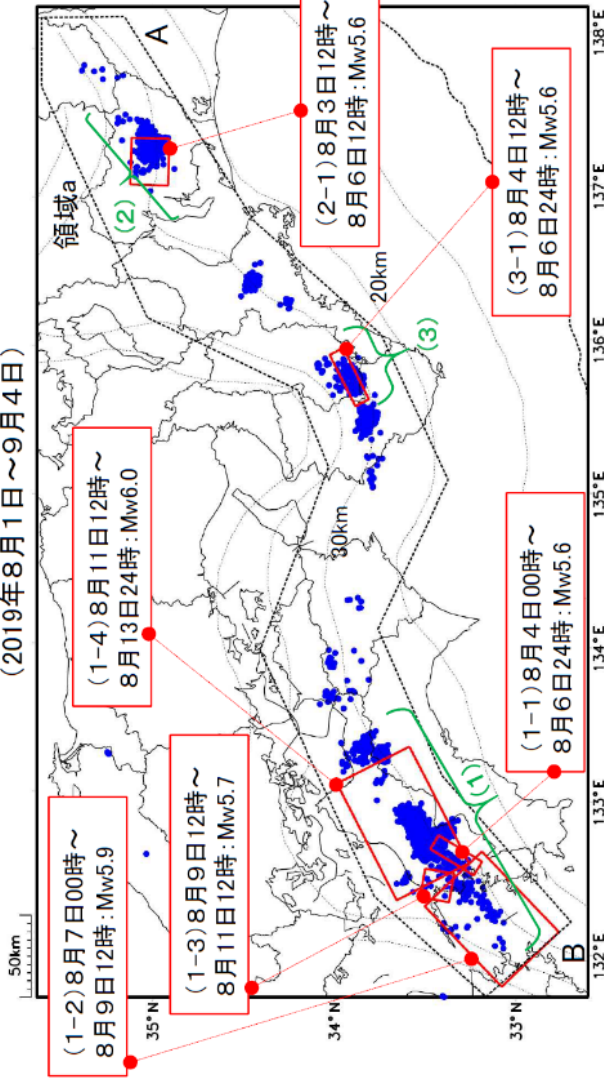 (2019年8月1日～9月4日)
50km
(1-2)8月7日00時～
8月9日12時:Mw5.9
(1-3)8月9日12時～
8月11日12時:Mw5.7
(1-4)8月11日12時～
8月13日24時:Mw6.0
領域a
A
(2)
(2-1)8月3日12時～
8月6日12時:Mw5.6
20km
(3)
(3-1)8月4日12時～
8月6日24時:Mw5.6
30km
(1)
(1-1)8月4日00時～
8月6日24時:Mw5.6
B
35°N
34°N
33°N
132°E
133°E
134°E
135°E
136°E
137°E
138°E